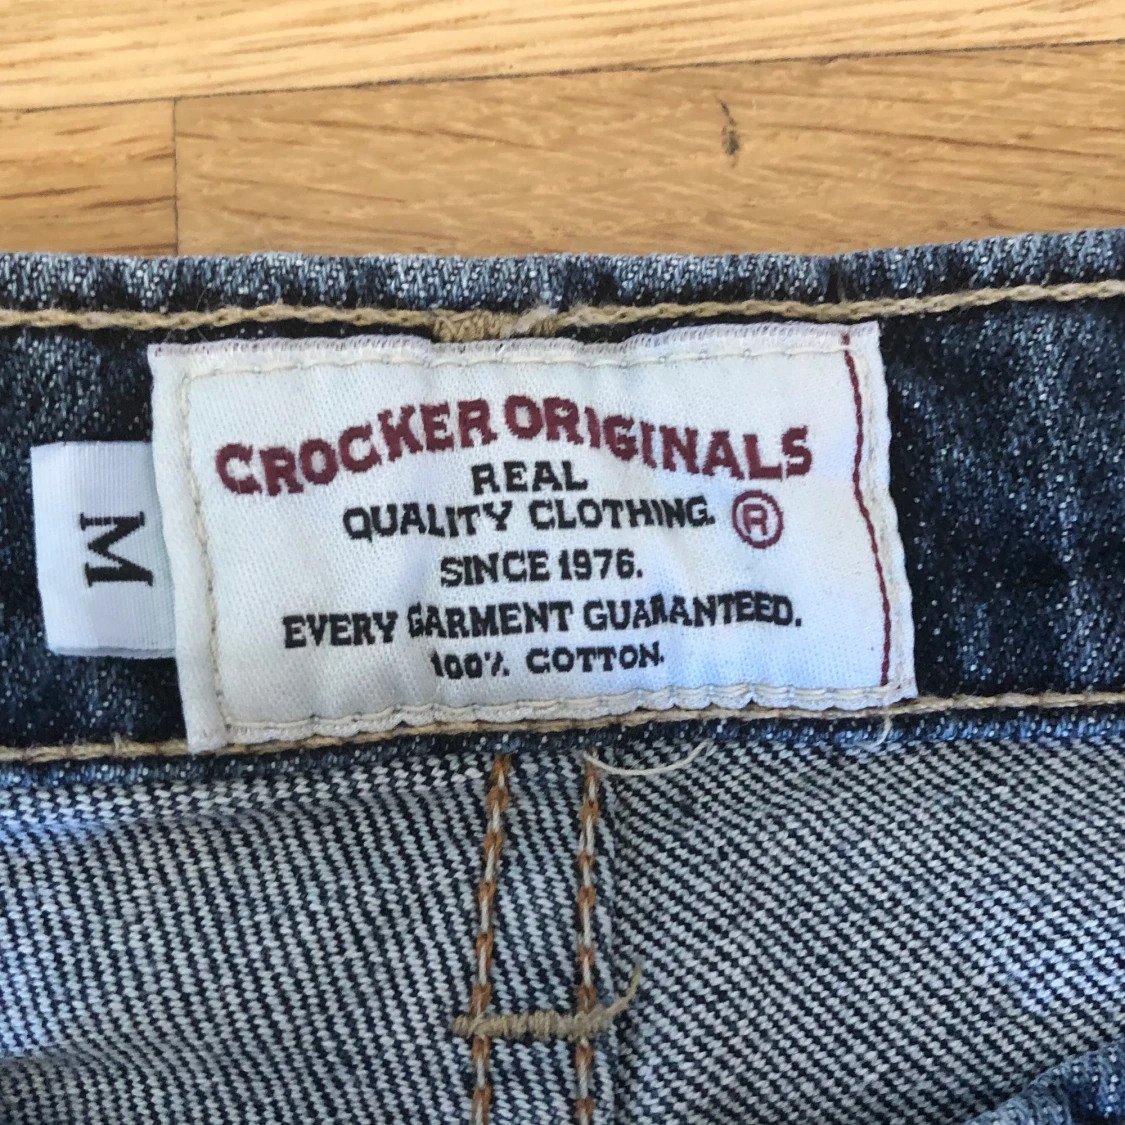 CROCKER ORIGINALS
REAL
QUALITY CLOTHING. ®
SINCE 1976.
EVERY GARMENT GUARANTEED.
100% COTTON.
M